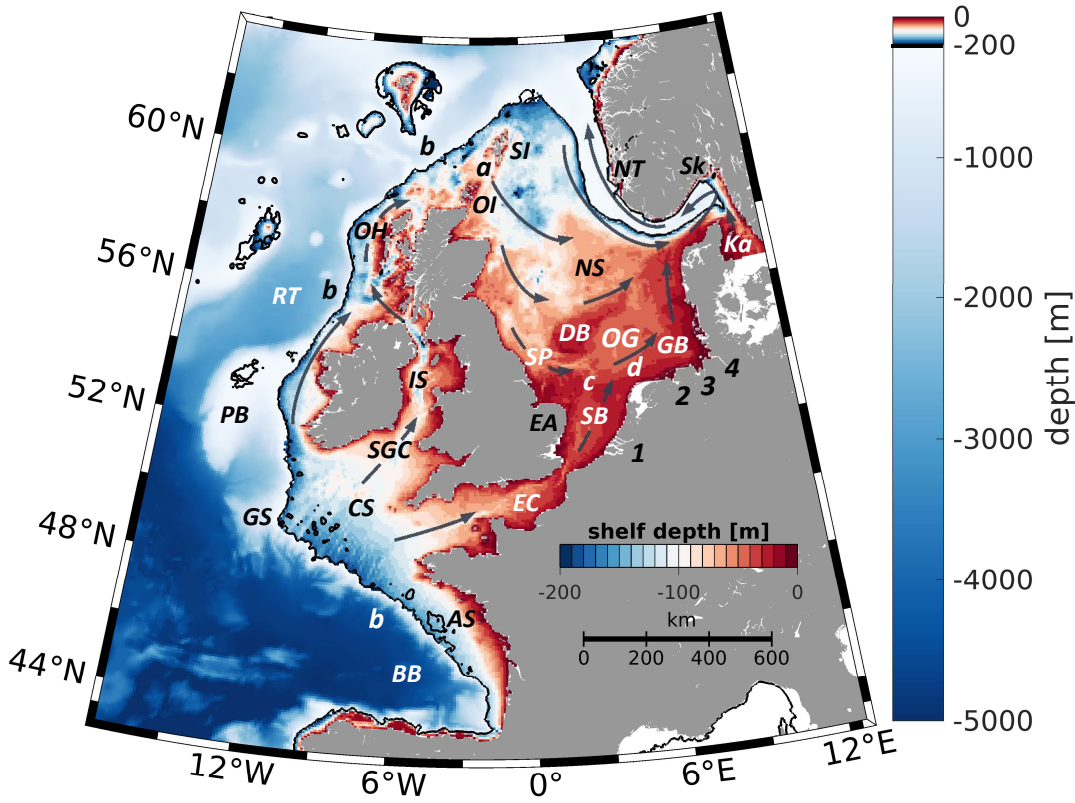 0
-200
-1000
-2000
-3000
-4000
-5000
depth [m]
60°N
56°N
52°N
48°N
44°N
12°W
6°W
0°
6°E
12°E
b
a
SI
NT
Sk
OI
OH
Ka
NS
RT
b
DB
OG
GB
SP
d
4
IS
c
3
2
PB
SB
EA
SGC
1
CS
EC
GS
shelf depth [m]
-200
-100
0
km
0
200
400
600
b
AS
BB